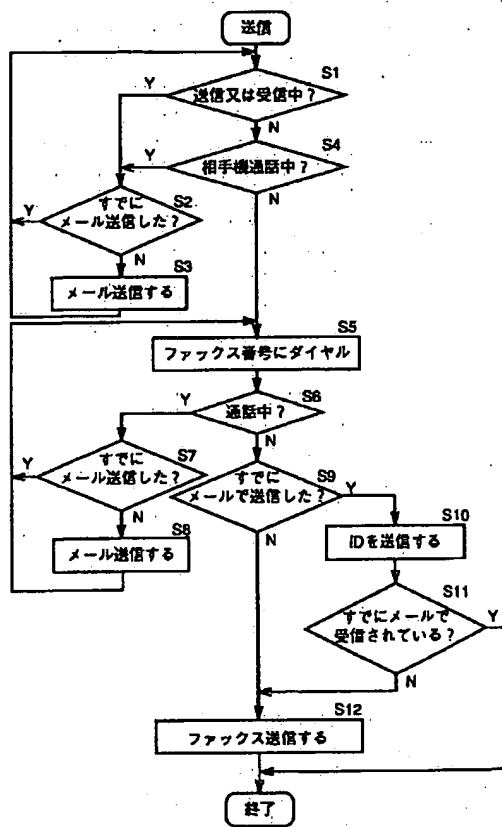 送信
S1
Y
送信又は受信中？
N
S4
Y
相手機通話中？
すでに
S2
Y
メール送信した？
N
N
S3
メール送信する
S5
ファックス番号にダイヤル
S6
Y
通話中？
すでに
S7
N
すでに
S9
Y
メール送信した？
メールで送信した？
Y
N
S10
S8
N
IDを送信する
メール送信する
S11
すでにメールで
Y
受信されている？
N
S12
ファックス送信する
終了